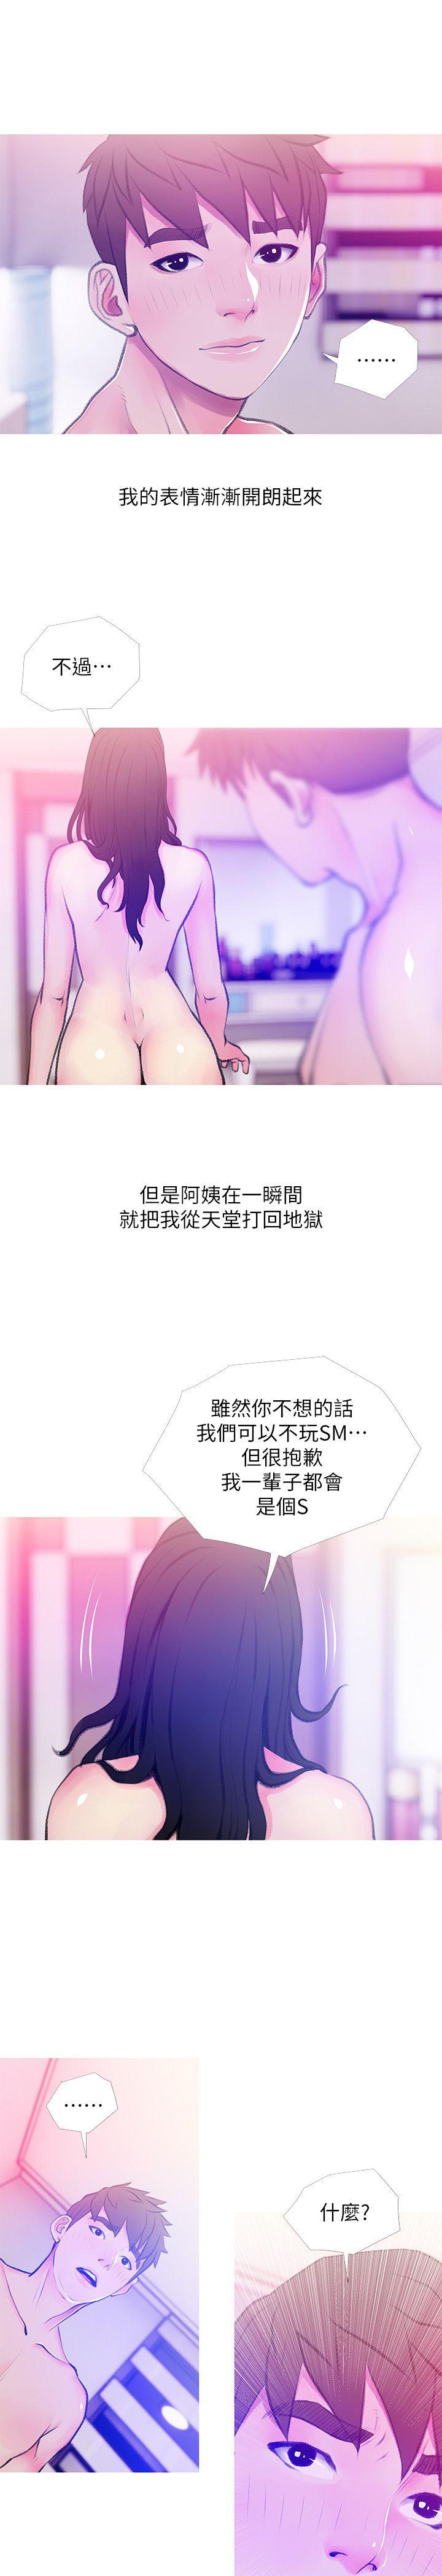 ……
我的表情漸漸開朗起來
不過…
但是阿姨在一瞬間
就把我從天堂打回地獄
雖然你不想的話
我們可以不玩SM…
但很抱歉
我一輩子都會
是個S
……
什麼?